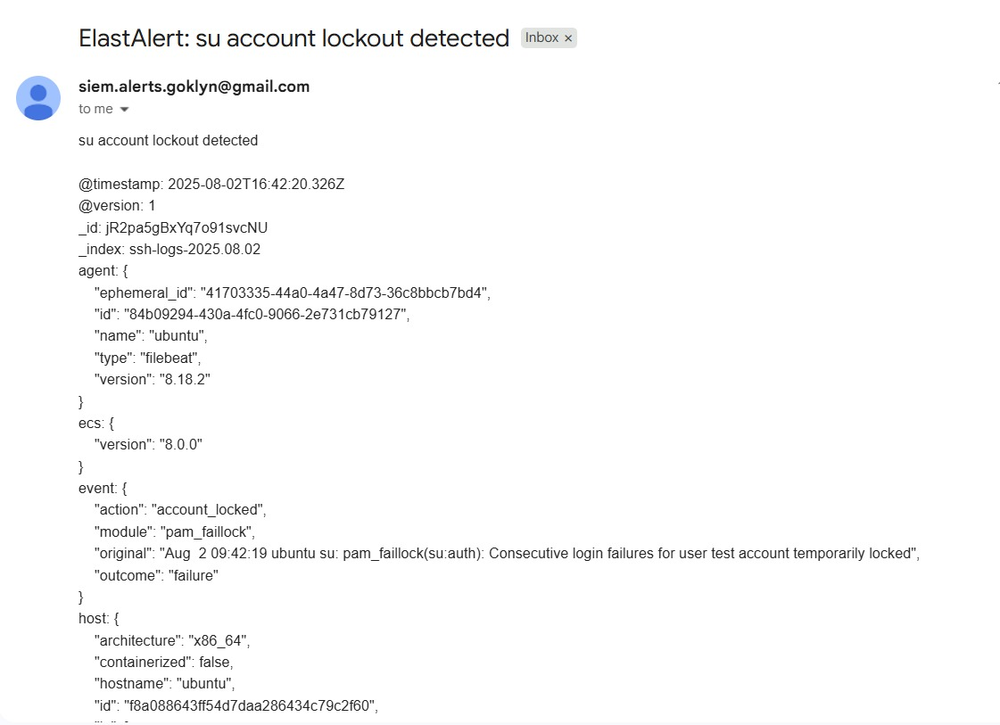 ElastAlert: su account lockout detected Inbox ×
siem.alerts.goklyn@gmail.com
to me
su account lockout detected
@timestamp: 2025-08-02T16:42:20.326Z
@version: 1
_id: jR2pa5gBxYq7o91svcNU
_index: ssh-logs-2025.08.02
agent: {
"ephemeral_id": "41703335-44a0-4a47-8d73-36c8bbcb7bd4",
"id": "84b09294-430a-4fc0-9066-2e731cb79127",
"name": "ubuntu",
"type": "filebeat",
"version": "8.18.2"
}
ecs: {
"version": "8.0.0"
}
event: {
"action": "account_locked",
"module": "pam_faillock",
"original": "Aug  2 09:42:19 ubuntu su: pam_faillock(su:auth): Consecutive login failures for user test account temporarily locked",
"outcome": "failure"
}
host: {
"architecture": "x86_64",
"containerized": false,
"hostname": "ubuntu",
"id": "f8a088643ff54d7daa286434c79c2f60",